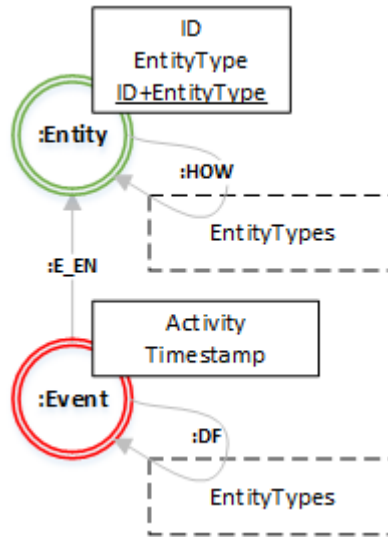 ID
EntityType
ID+EntityType
:Entity
:HOW
EntityTypes
:E_EN
Activity
Timestamp
:Event
:DF
EntityTypes